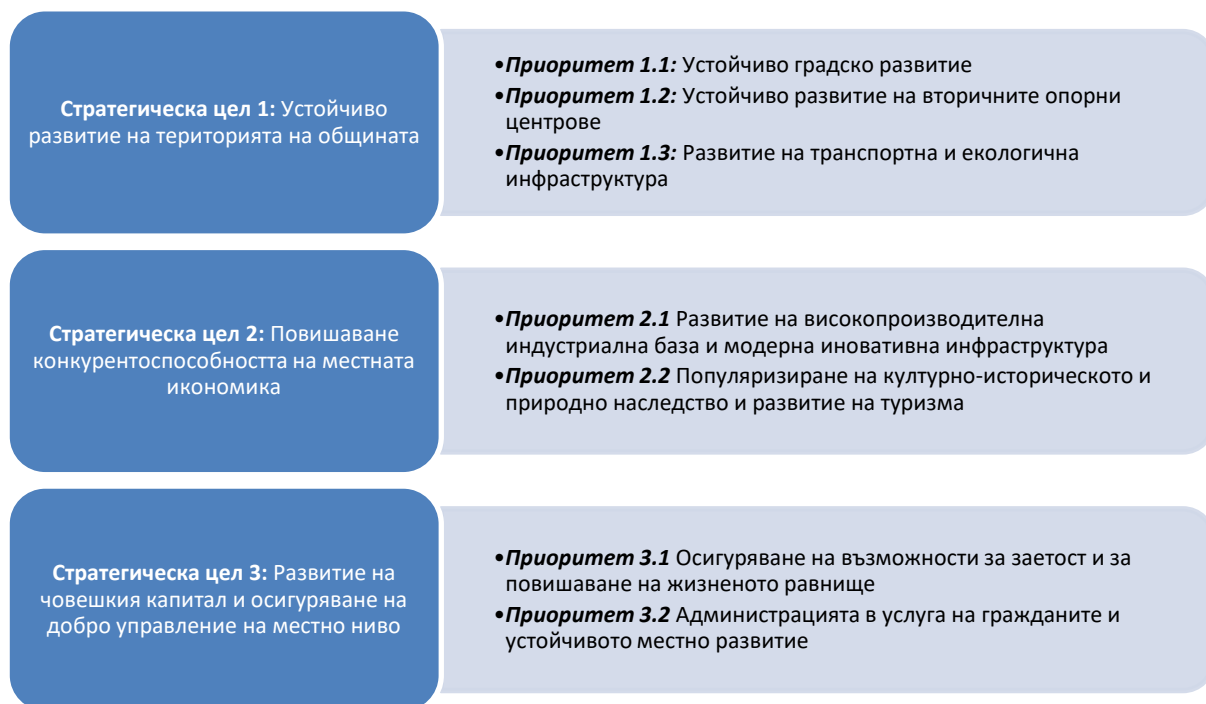 Стратегическа цел 1: Устойчиво
развитие на територията на общината
•Приоритет 1.1: Устойчиво градско развитие
•Приоритет 1.2: Устойчиво развитие на вторичните опорни
центрове
•Приоритет 1.3: Развитие на транспортна и екологична
инфраструктура
Стратегическа цел 2: Повишаване
конкурентоспособността на местната
икономика
•Приоритет 2.1 Развитие на високопроизводителна
индустриална база и модерна иновативна инфраструктура
•Приоритет 2.2 Популяризиране на културно-историческото и
природно наследство и развитие на туризма
Стратегическа цел 3: Развитие на
човешкия капитал и осигуряване на
добро управление на местно ниво
•Приоритет 3.1 Осигуряване на възможности за заетост и за
повишаване на жизненото равнище
•Приоритет 3.2 Администрацията в услуга на гражданите и
устойчивото местно развитие